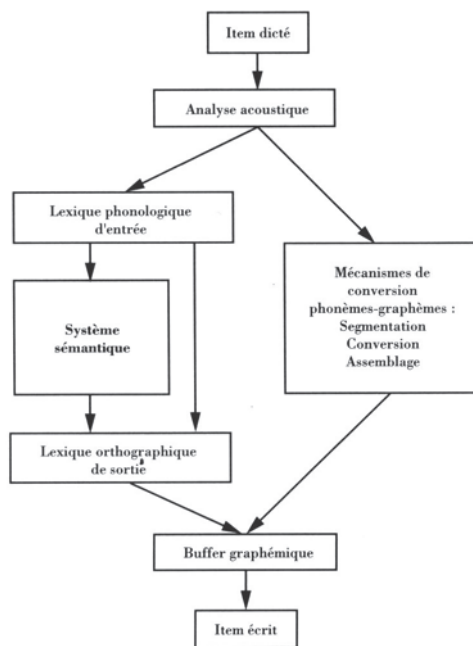 Item dicté
Analyse acoustique
Lexique phonologique
d'entrée
Mécanismes de
conversion
phonèmes-graphèmes :
Segmentation
Conversion
Assemblage
Système
sémantique
Lexique orthographique
de sortie
Buffer graphémique
Item écrit